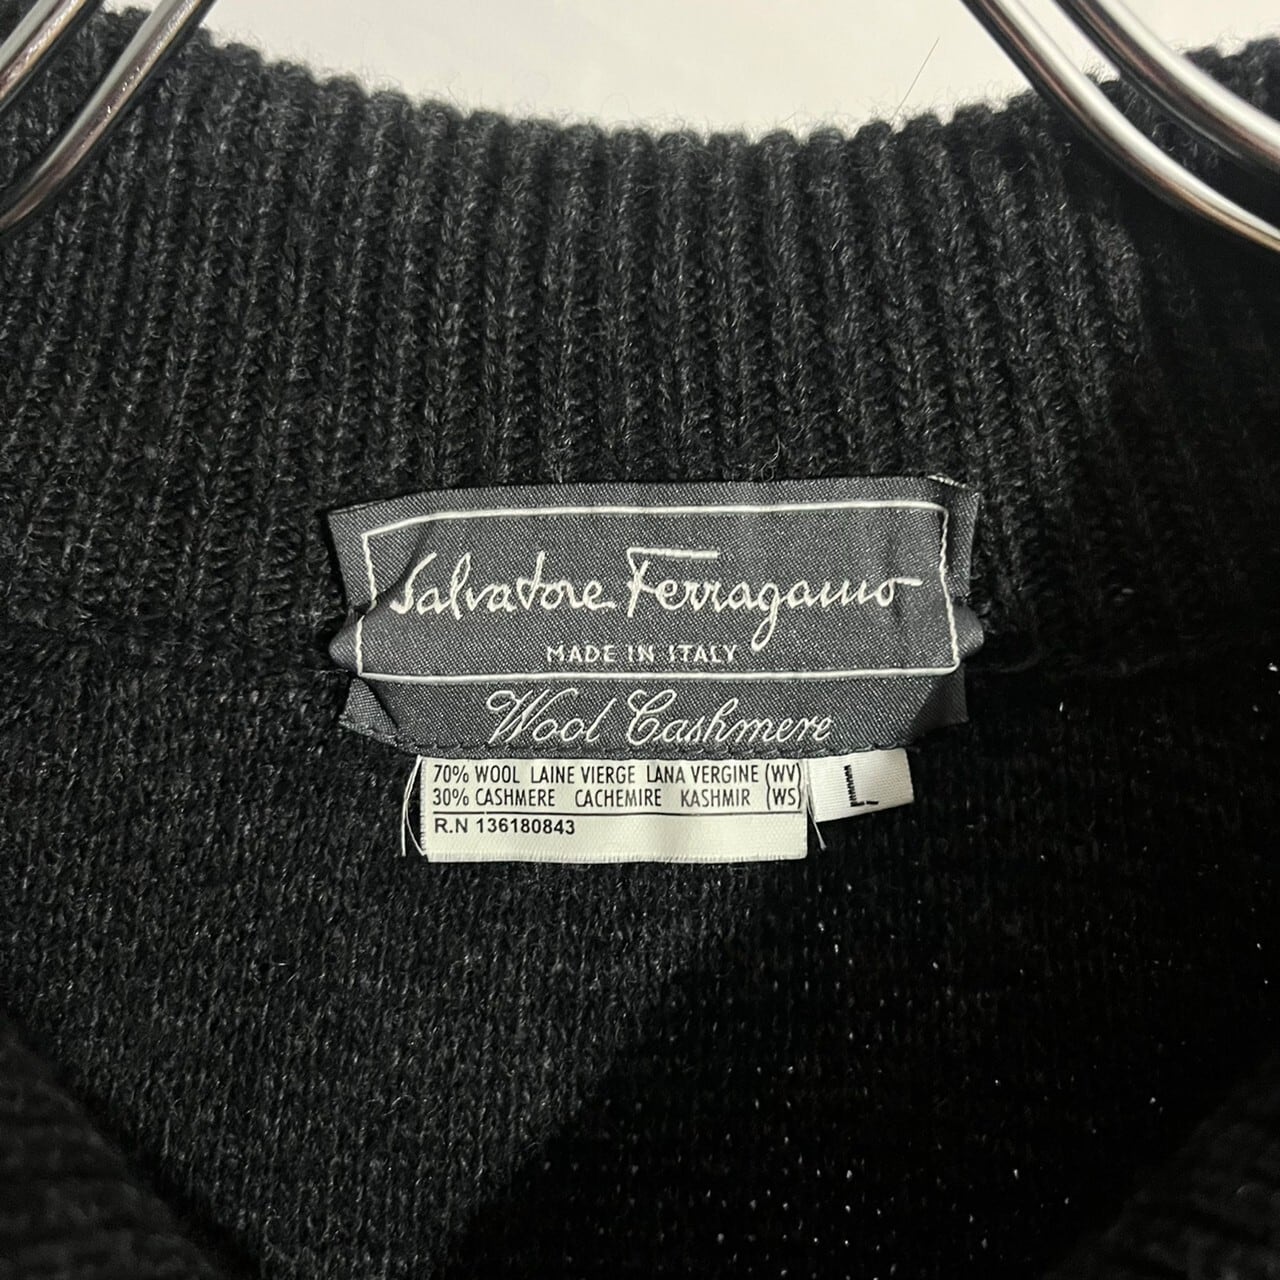 Salvatore Ferragamo
MADE IN ITALY
Wool Cashmere
70% WOOL LAINE VIERGE LANA VERGINE (WV)
30% CASHMERE CACHEMIRE KASHMIR (WS)
R.N 136180843
L